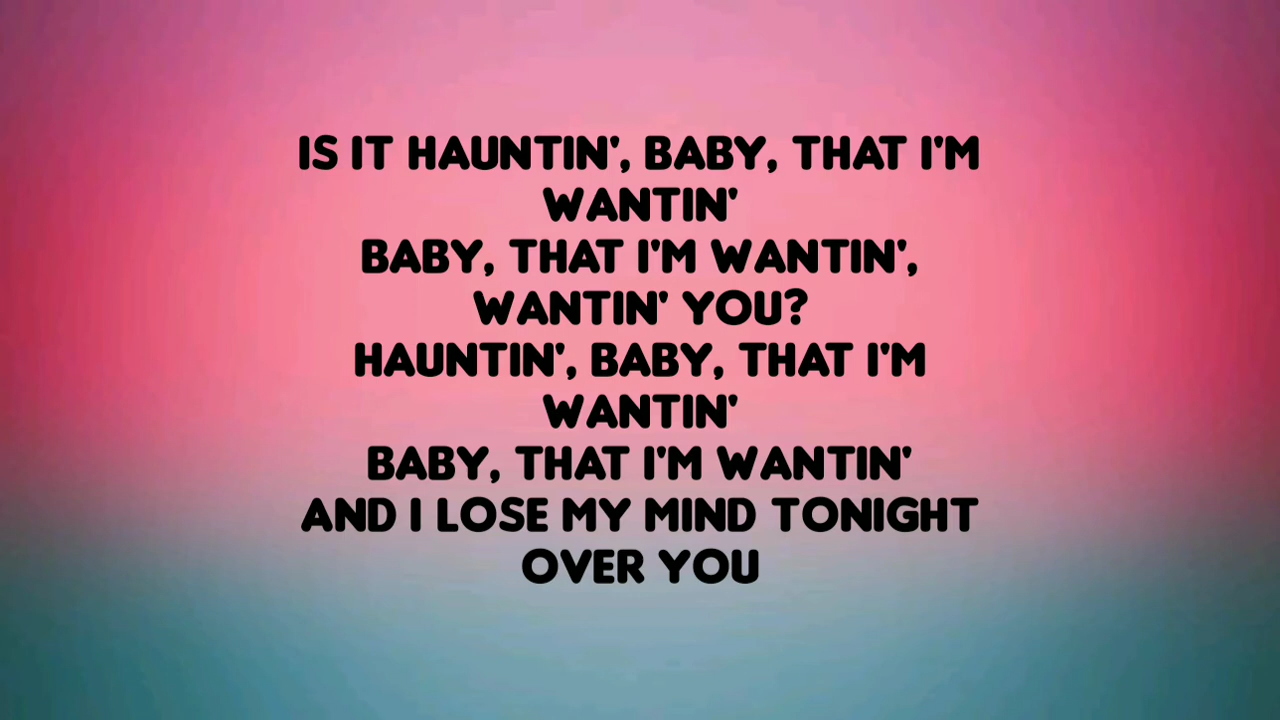 IS IT HAUNTIN', BABY, THAT I'M
WANTIN'
BABY, THAT I'M WANTIN',
WANTIN' YOU?
HAUNTIN', BABY, THAT I'M
WANTIN'
BABY, THAT I'M WANTIN'
AND I LOSE MY MIND TONIGHT
OVER YOU